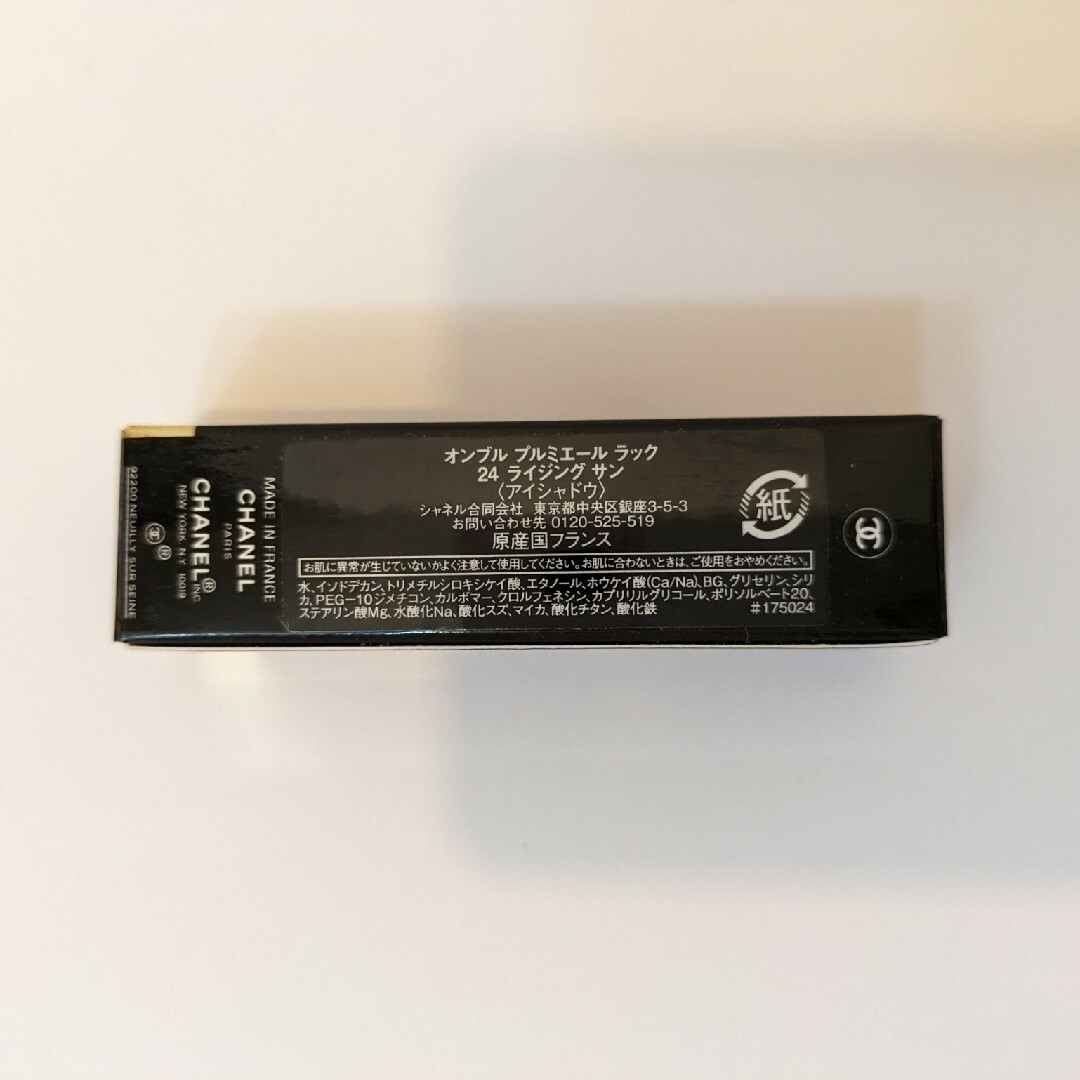 オンブル プルミエール ラック
24 ライジング サン
〈アイシャドウ〉
シャネル合同会社 東京都中央区銀座3-5-3
お問い合わせ先 0120-525-519
原産国フランス
お肌に異常が生じていないかよく注意して使用してください。お肌に合わないときは、ご使用をおやめください。
水、イソドデカン、トリメチルシロキシケイ酸、エタノール、ホウケイ酸(Ca/Na)、BG、グリセリン、シリ
カ、PEG-10ジメチコン、カルボマー、クロルフェネシン、カプリリルグリコール、ポリソルベート20、
ステアリン酸Mg、水酸化Na、酸化スズ、マイカ、酸化チタン、酸化鉄
#175024
紙
MADE IN FRANCE
CHANEL
PARIS
CHANEL® INC
NEW YORK N.Y. 10019
®
92200 NEUILLY SUR SEINE